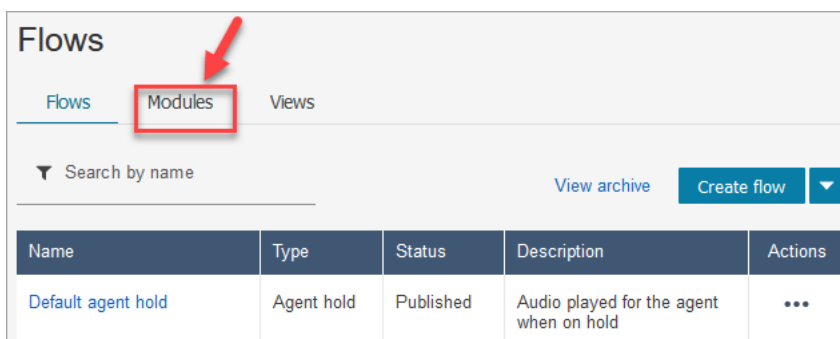 Flows
Flows Modules Views
Search by name
View archive Create flow
Name Type Status Description Actions
Default agent hold Agent hold Published Audio played for the agent
when on hold